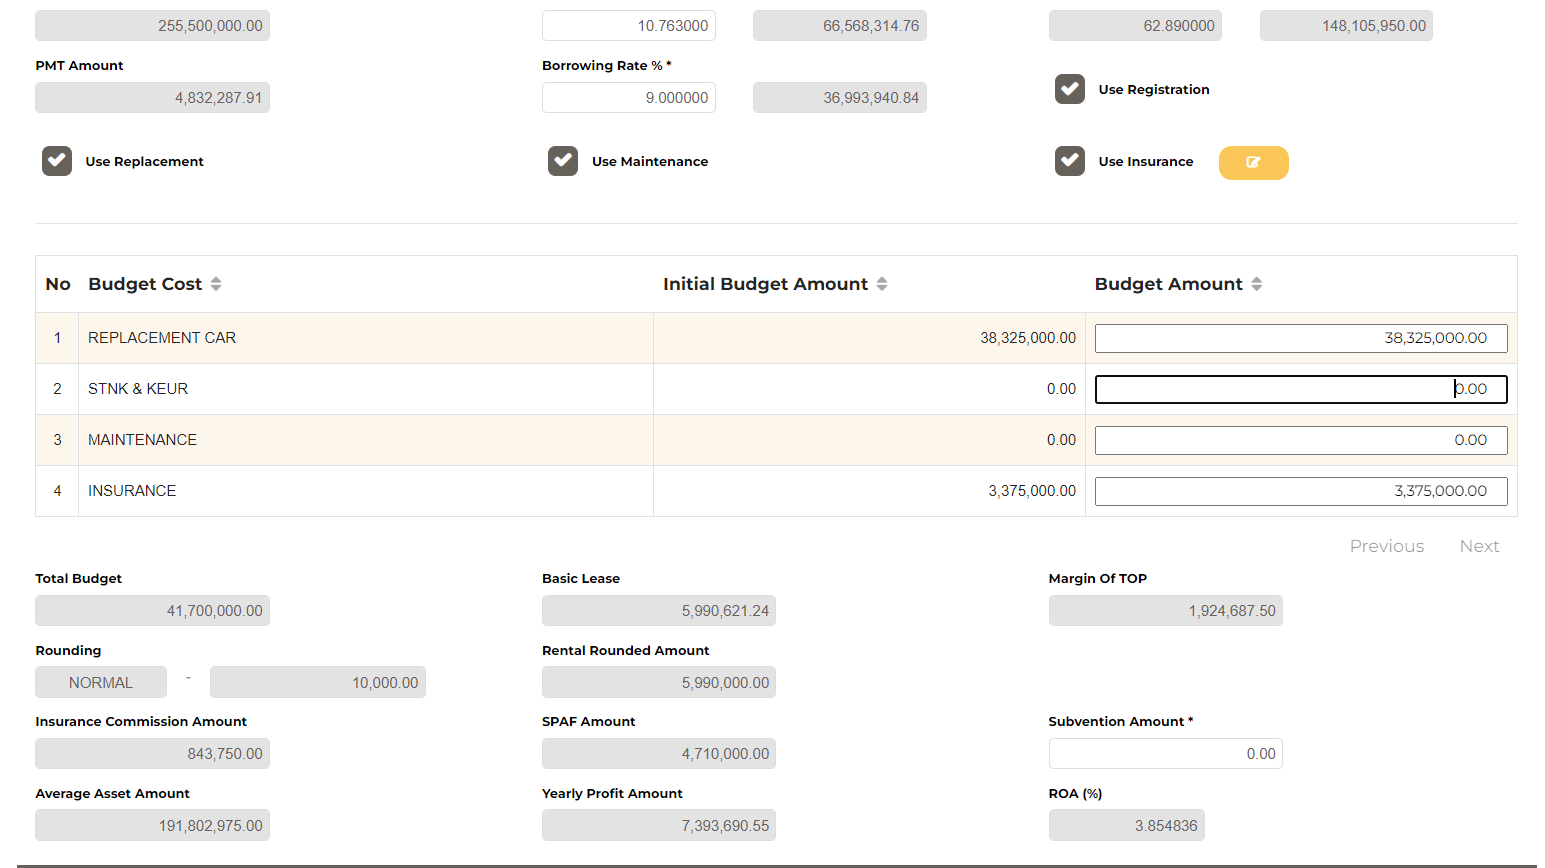 255,500,000.00 10.763000 66,568,314.76 62.890000 148,105,950.00
PMT Amount Borrowing Rate % *
4,832,287.91 9.000000 36,993,940.84 Use Registration
Use Replacement Use Maintenance Use Insurance
No Budget Cost Initial Budget Amount Budget Amount
1 REPLACEMENT CAR 38,325,000.00 38,325,000.00
2 STNK & KEUR 0.00 0.00
3 MAINTENANCE 0.00 0.00
4 INSURANCE 3,375,000.00 3,375,000.00
Previous Next
Total Budget Basic Lease Margin Of TOP
41,700,000.00 5,990,621.24 1,924,687.50
Rounding Rental Rounded Amount
NORMAL - 10,000.00 5,990,000.00
Insurance Commission Amount SPAF Amount Subvention Amount *
843,750.00 4,710,000.00 0.00
Average Asset Amount Yearly Profit Amount ROA (%)
191,802,975.00 7,393,690.55 3.854836